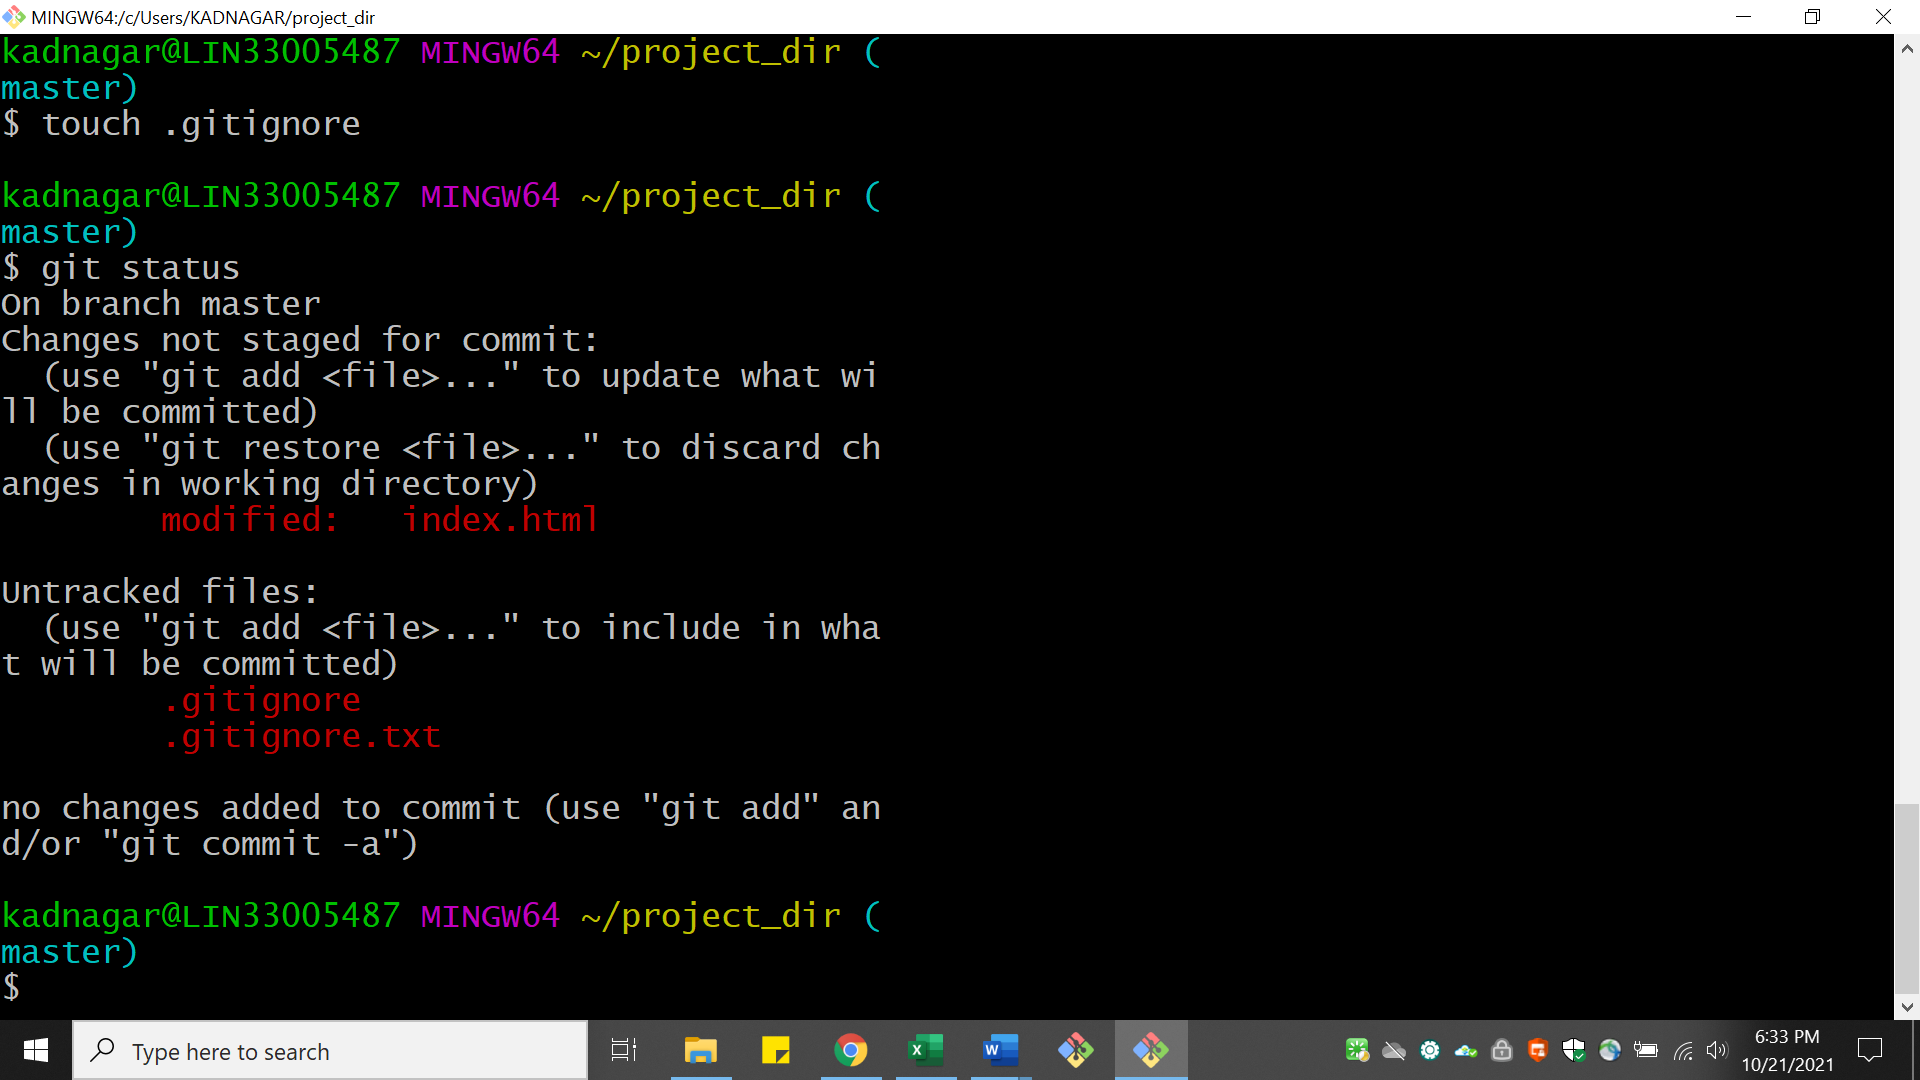 MINGW64:/c/Users/KADNAGAR/project_dir
kadnagar@LIN33005487 MINGW64 ~/project_dir (
master)
$ touch .gitignore
kadnagar@LIN33005487 MINGW64 ~/project_dir (
master)
$ git status
On branch master
Changes not staged for commit:
  (use "git add <file>..." to update what wi
ll be committed)
  (use "git restore <file>..." to discard ch
anges in working directory)
        modified:   index.html
Untracked files:
  (use "git add <file>..." to include in wha
t will be committed)
        .gitignore
        .gitignore.txt
no changes added to commit (use "git add" an
d/or "git commit -a")
kadnagar@LIN33005487 MINGW64 ~/project_dir (
master)
$
Type here to search
6:33 PM
10/21/2021